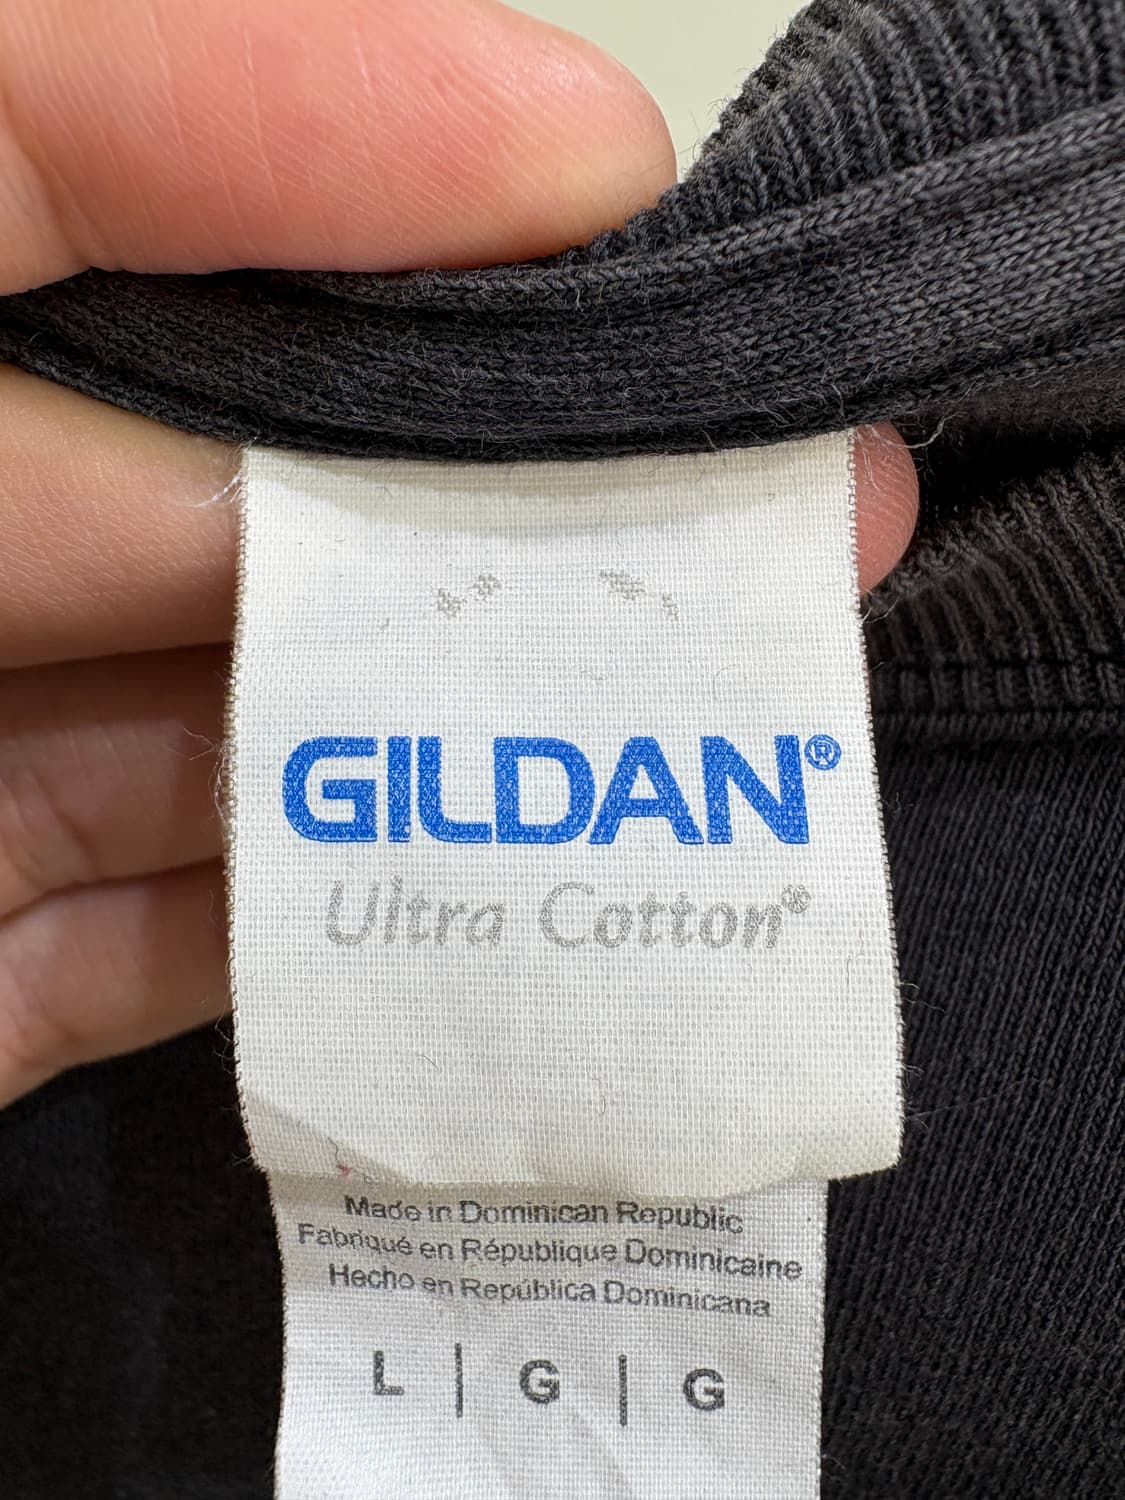 GILDAN®
Ultra Cotton®
Made in Dominican Republic
Fabriqué en République Dominicaine
Hecho en República Dominicana
L | G | G